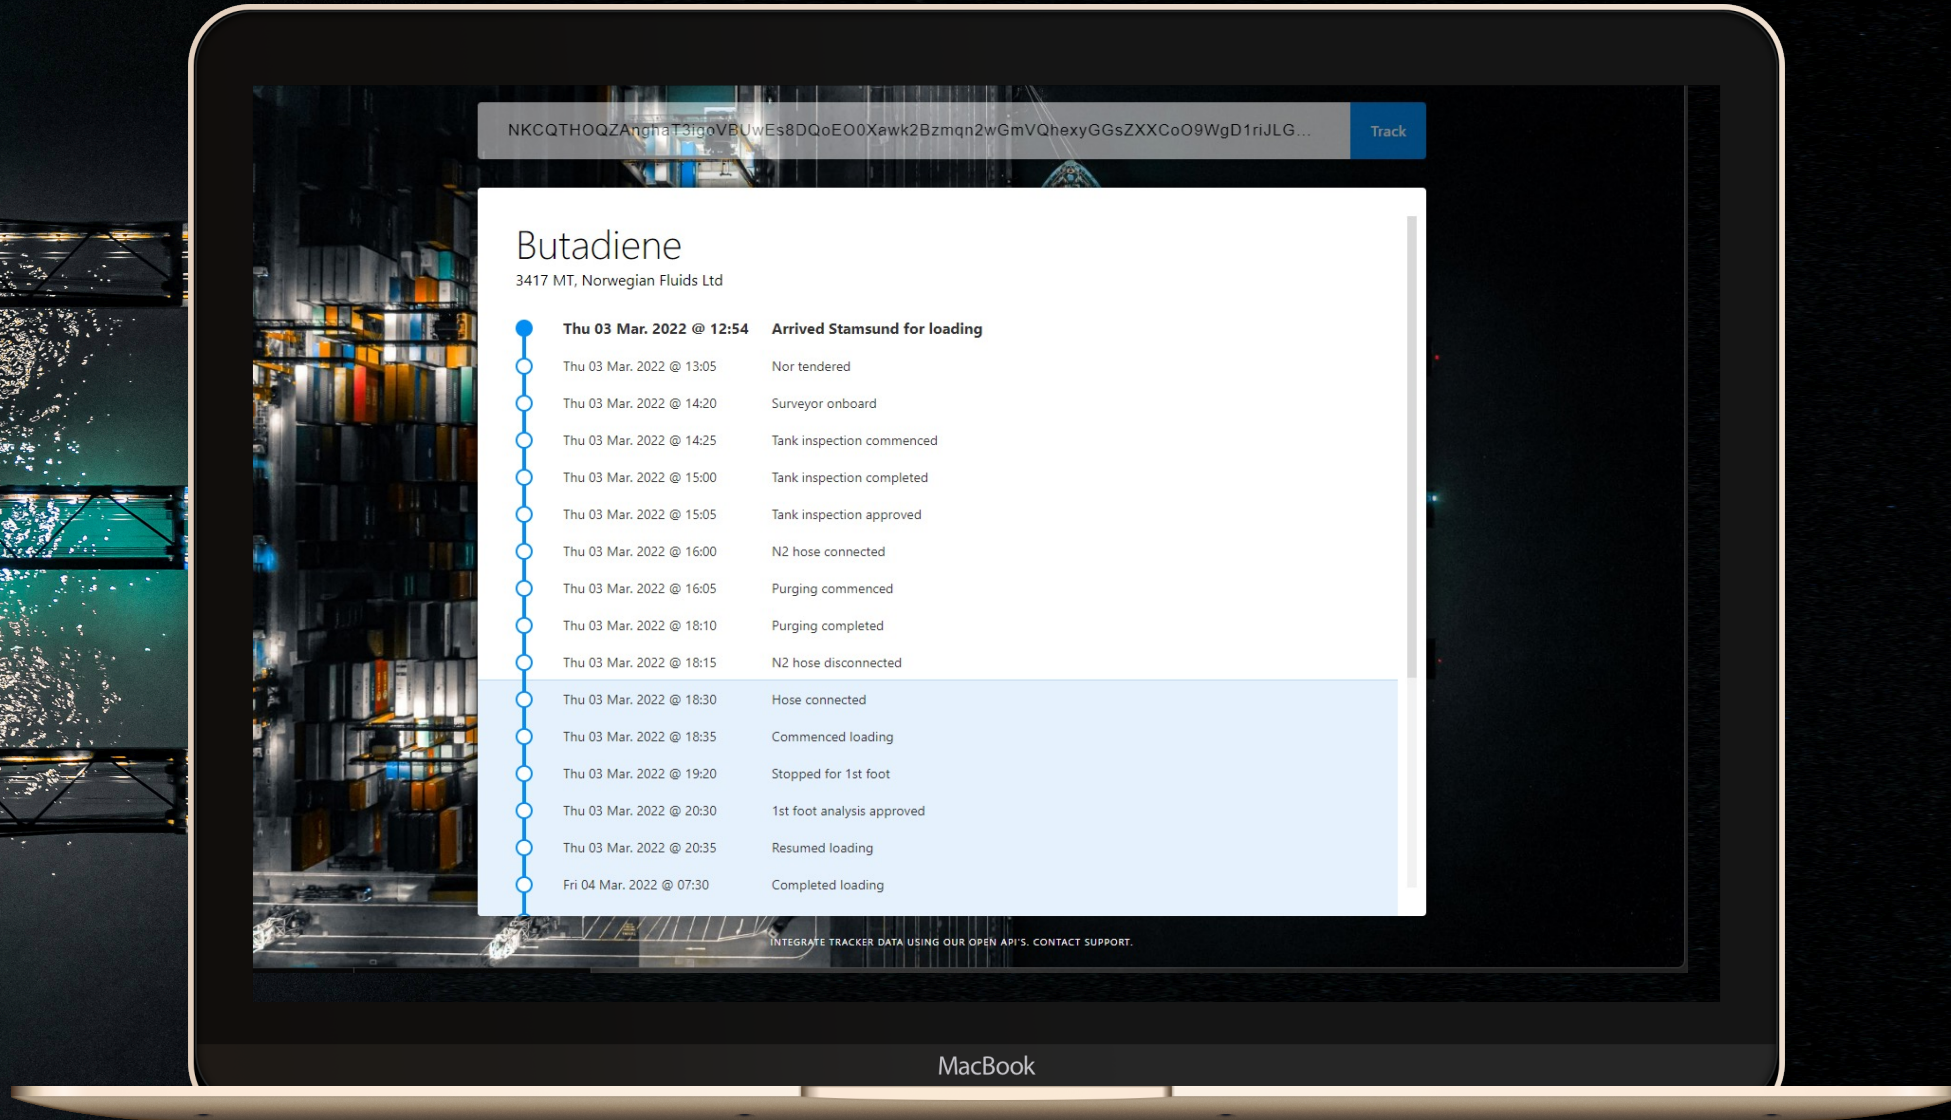 NKCQTHOQZAnghaT3igoVBUwEs8DQoEO0Xawk2Bzmqn2wGmVQhexyGGsZXXCoO9WgD1riJLG...
Track
Butadiene
3417 MT, Norwegian Fluids Ltd
Thu 03 Mar. 2022 @ 12:54 Arrived Stamsund for loading
Thu 03 Mar. 2022 @ 13:05 Nor tendered
Thu 03 Mar. 2022 @ 14:20 Surveyor onboard
Thu 03 Mar. 2022 @ 14:25 Tank inspection commenced
Thu 03 Mar. 2022 @ 15:00 Tank inspection completed
Thu 03 Mar. 2022 @ 15:05 Tank inspection approved
Thu 03 Mar. 2022 @ 16:00 N2 hose connected
Thu 03 Mar. 2022 @ 16:05 Purging commenced
Thu 03 Mar. 2022 @ 18:10 Purging completed
Thu 03 Mar. 2022 @ 18:15 N2 hose disconnected
Thu 03 Mar. 2022 @ 18:30 Hose connected
Thu 03 Mar. 2022 @ 18:35 Commenced loading
Thu 03 Mar. 2022 @ 19:20 Stopped for 1st foot
Thu 03 Mar. 2022 @ 20:30 1st foot analysis approved
Thu 03 Mar. 2022 @ 20:35 Resumed loading
Fri 04 Mar. 2022 @ 07:30 Completed loading
INTEGRATE TRACKER DATA USING OUR OPEN API'S. CONTACT SUPPORT.
MacBook